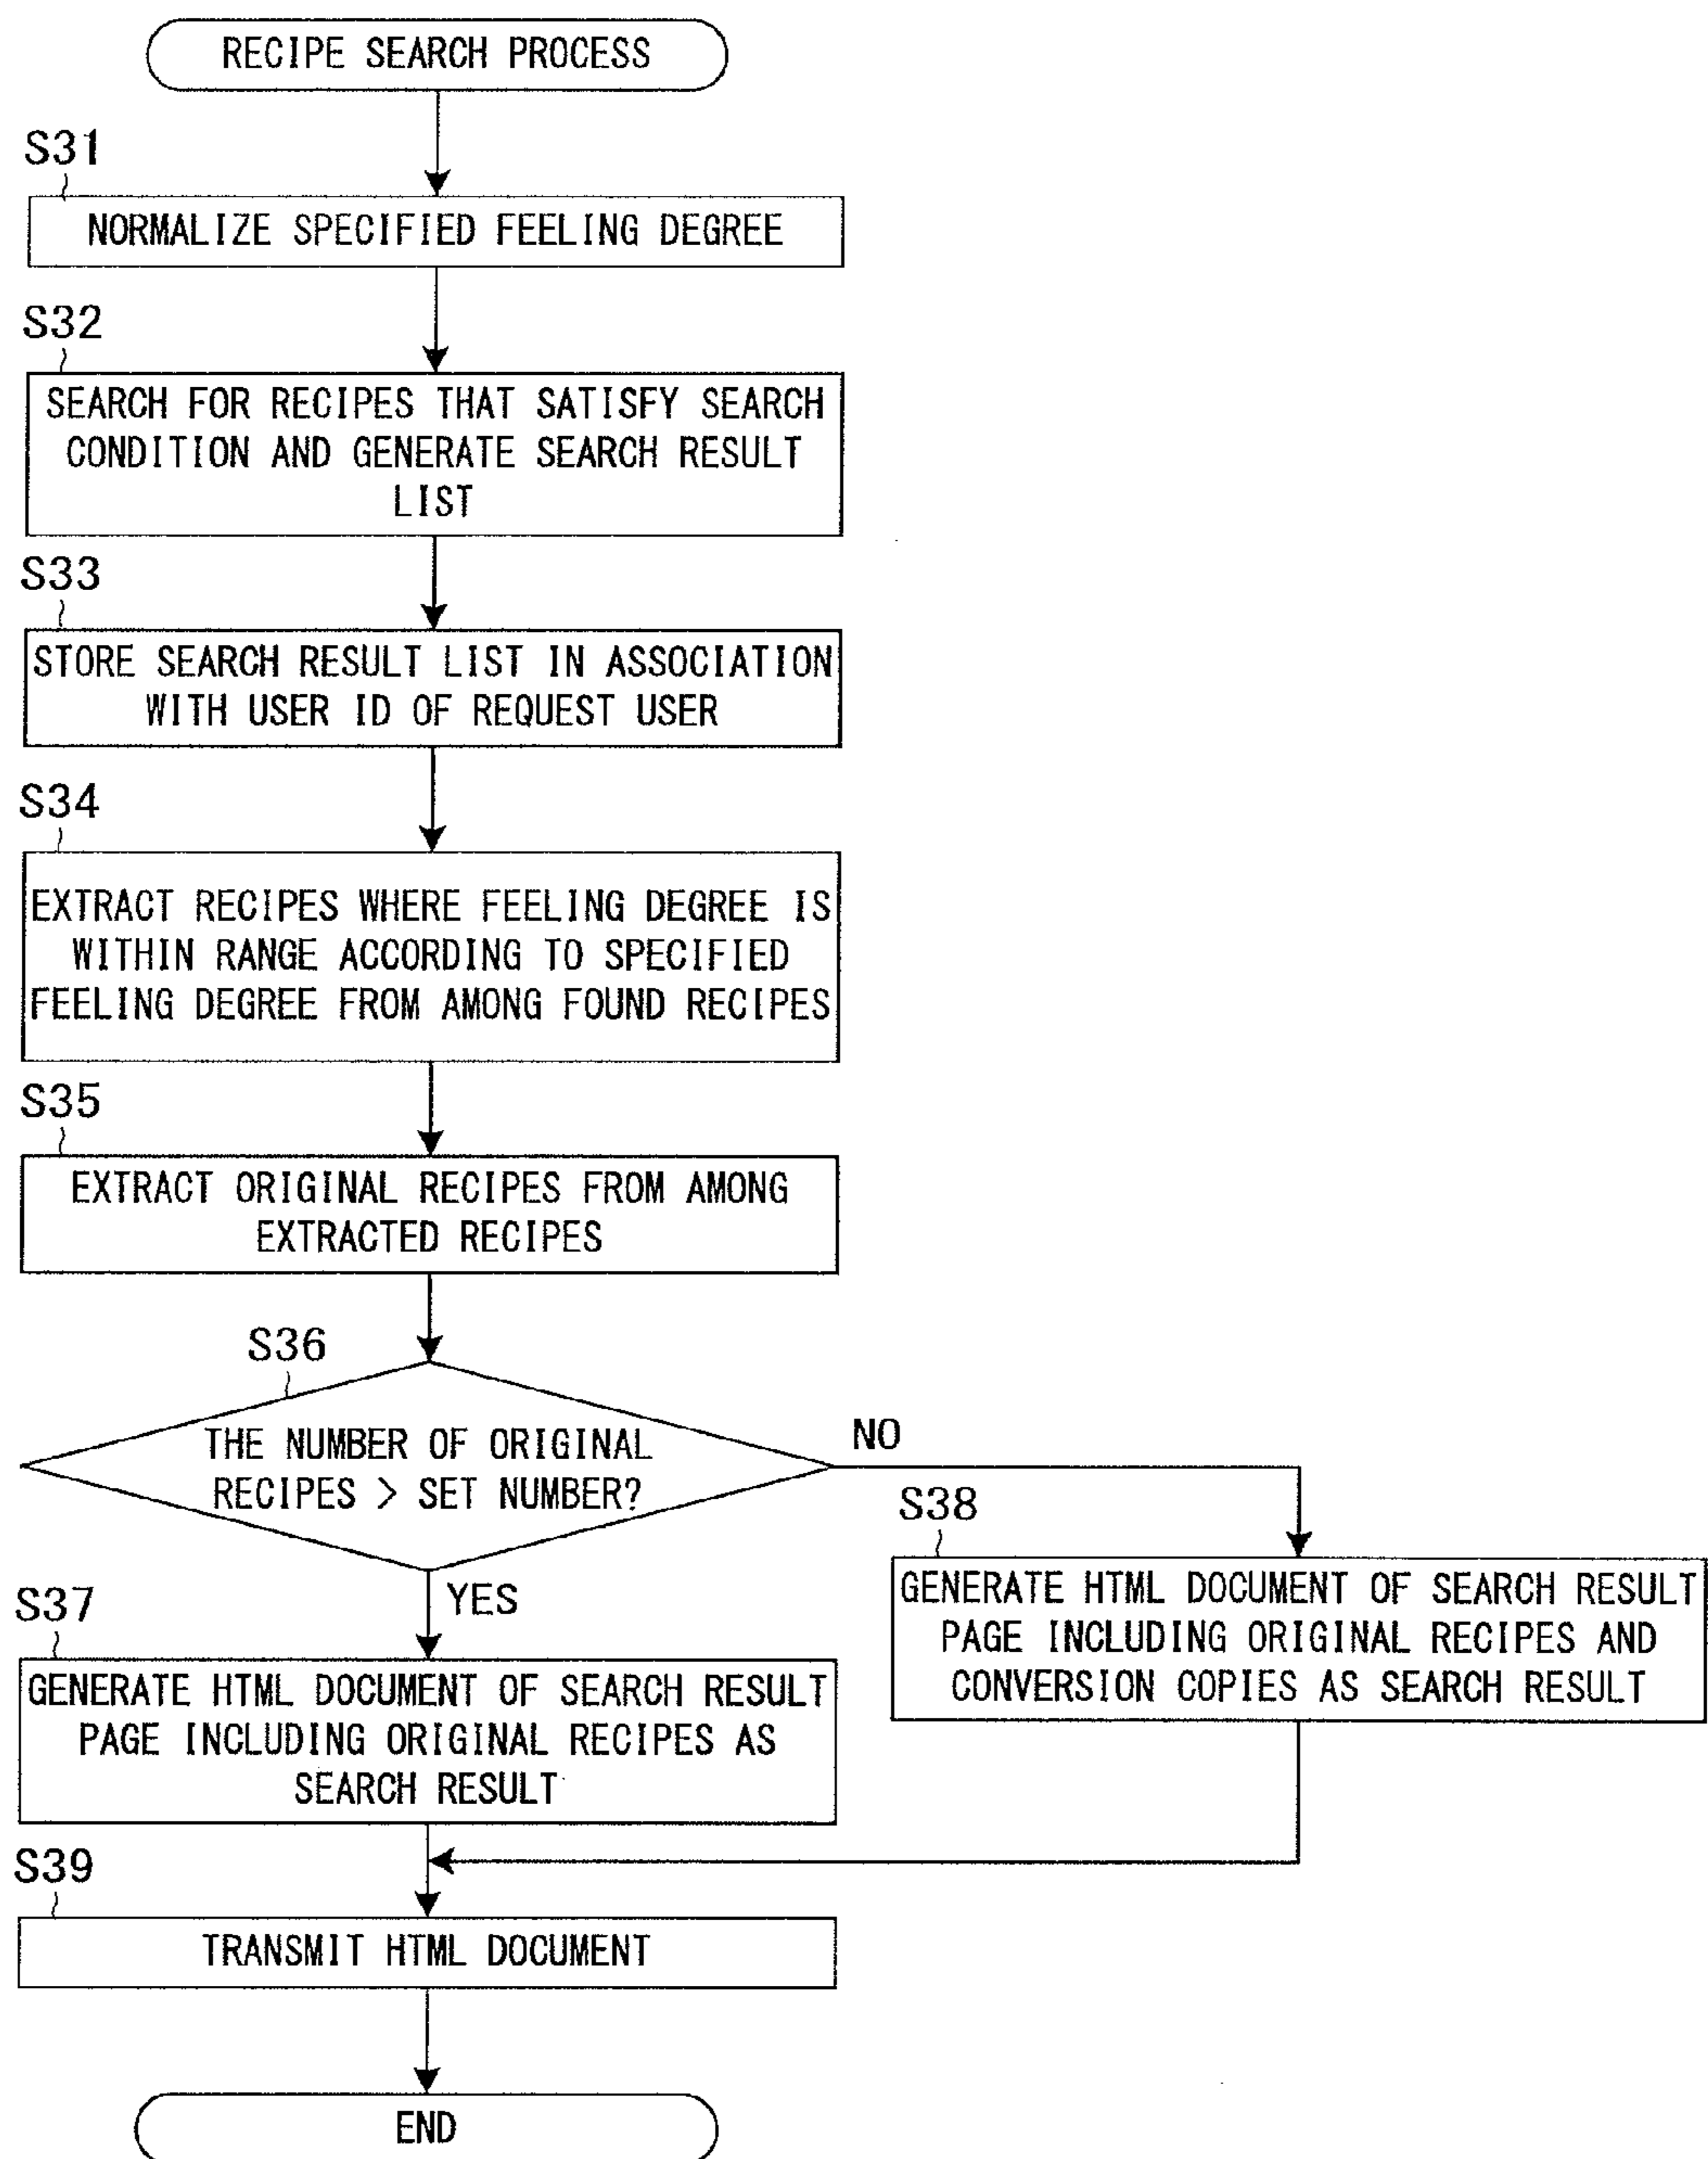 RECIPE SEARCH PROCESS
S31
NORMALIZE SPECIFIED FEELING DEGREE
S32
SEARCH FOR RECIPES THAT SATISFY SEARCH
CONDITION AND GENERATE SEARCH RESULT
LIST
S33
STORE SEARCH RESULT LIST IN ASSOCIATION
WITH USER ID OF REQUEST USER
S34
EXTRACT RECIPES WHERE FEELING DEGREE IS
WITHIN RANGE ACCORDING TO SPECIFIED
FEELING DEGREE FROM AMONG FOUND RECIPES
S35
EXTRACT ORIGINAL RECIPES FROM AMONG
EXTRACTED RECIPES
S36
THE NUMBER OF ORIGINAL
RECIPES > SET NUMBER?
NO
YES
S38
GENERATE HTML DOCUMENT OF SEARCH RESULT
PAGE INCLUDING ORIGINAL RECIPES AND
CONVERSION COPIES AS SEARCH RESULT
S37
GENERATE HTML DOCUMENT OF SEARCH RESULT
PAGE INCLUDING ORIGINAL RECIPES AS
SEARCH RESULT
S39
TRANSMIT HTML DOCUMENT
END